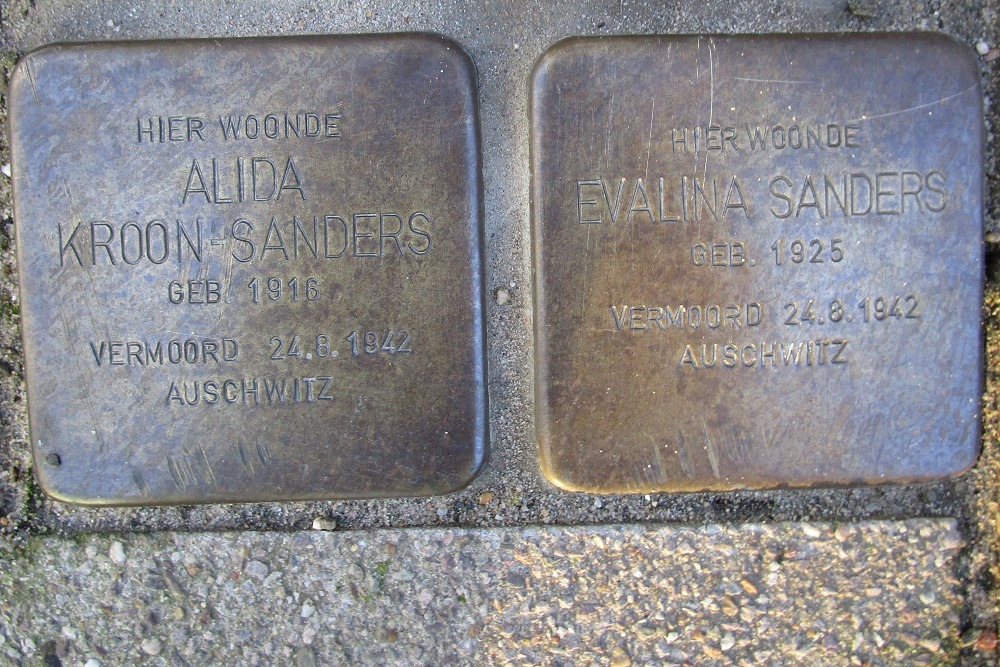 HIER WOONDE
ALIDA
KROON-SANDERS
GEB. 1916
VERMOORD 24.8.1942
AUSCHWITZ
HIER WOONDE
EVALINA SANDERS
GEB. 1925
VERMOORD 24.8.1942
AUSCHWITZ